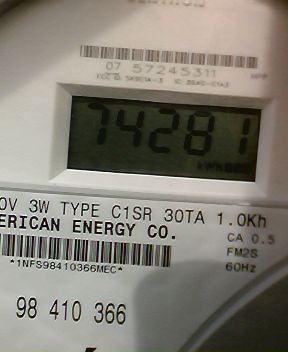 07 57245311
74281
0V 3W TYPE C1SR 30TA 1.0Kh
ERICAN ENERGY CO.
CA 0.5
FM2S
*1NFS98410366MEC*
60Hz
98 410 366